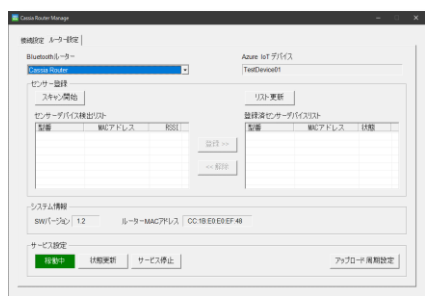 Cassia Router Manage
接続設定 ルーター設定
Bluetoothルーター
Azure IoT デバイス
Cassia Router
TestDevice01
センサー登録
スキャン開始
リスト更新
センサーデバイス検出リスト
登録済センサーデバイスリスト
型番 MACアドレス RSSI
型番 MACアドレス 状態
登録 >>
<< 解除
システム情報
SWバージョン 1.2 ルーターMACアドレス CC:1B:E0:E0:EF:48
サービス設定
稼動中 状態更新 サービス停止 アップロード周期設定